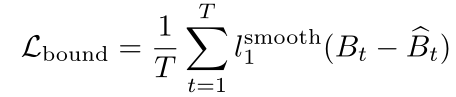 $\mathcal{L}_{\text{bound}} = \frac{1}{T} \sum_{t=1}^{T} l_1^{\text{smooth}}(B_t - \widehat{B}_t)$